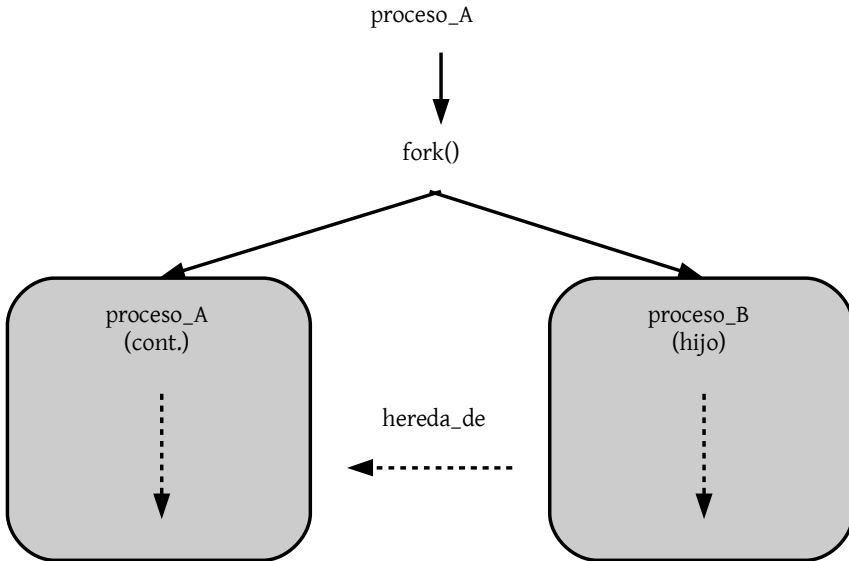 proceso_A
fork()
proceso_A
(cont.)
proceso_B
(hijo)
hereda_de